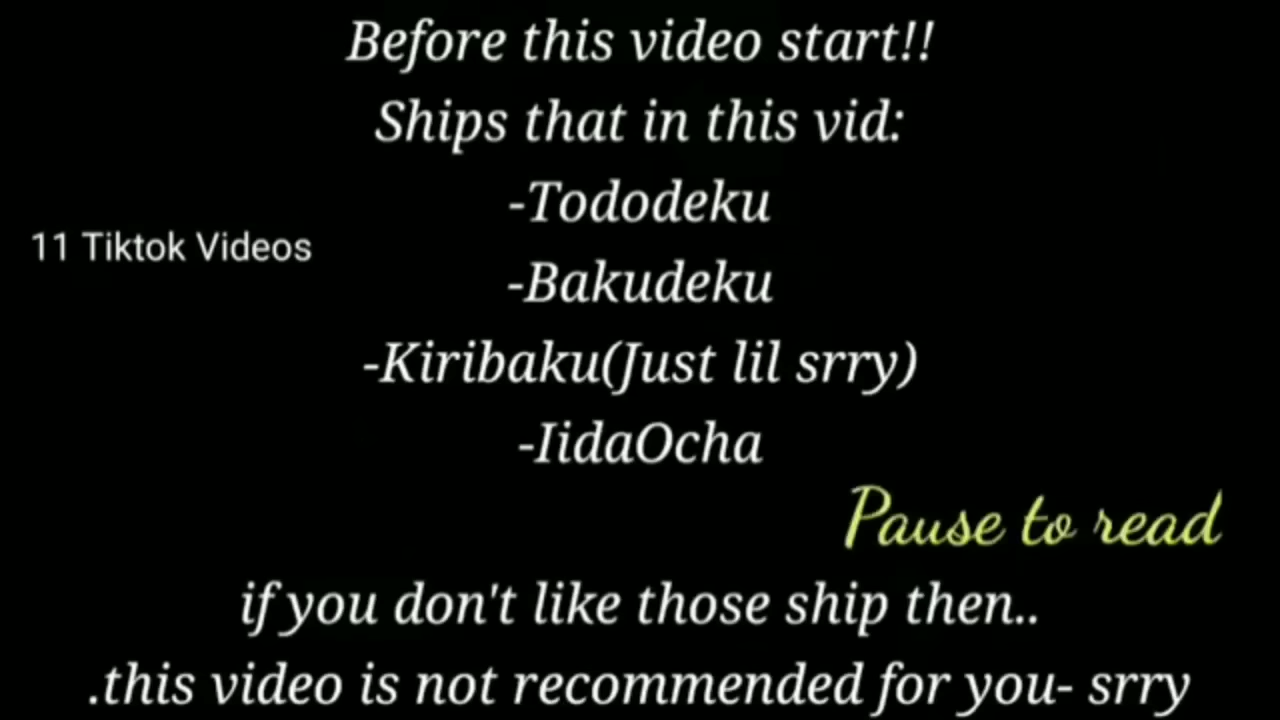 Before this video start!!
Ships that in this vid:
-Tododeku
11 Tiktok Videos
-Bakudeku
-Kiribaku(Just lil srry)
-IidaOcha
Pause to read
if you don't like those ship then..
.this video is not recommended for you- srry